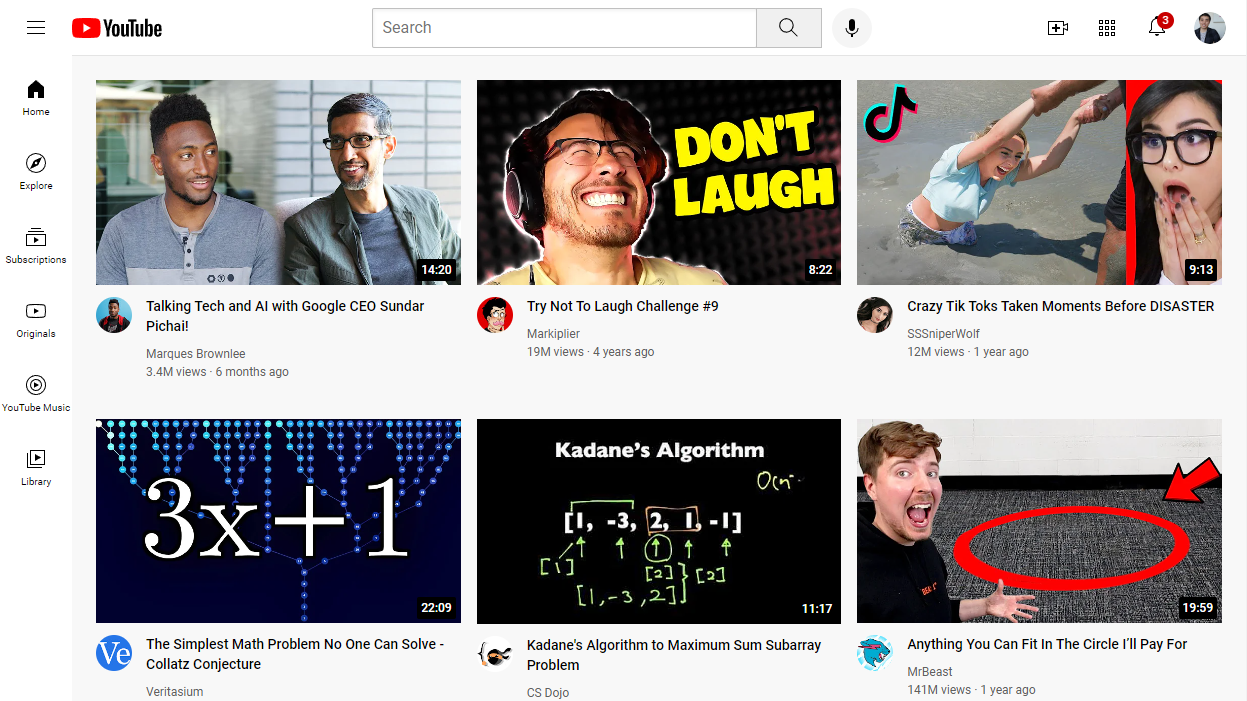 YouTube
Search
3
Home
Explore
Subscriptions
Originals
YouTube Music
Library
DON'T
LAUGH
14:20
8:22
9:13
Talking Tech and AI with Google CEO Sundar
Pichai!
Marques Brownlee
3.4M views · 6 months ago
Try Not To Laugh Challenge #9
Markiplier
19M views · 4 years ago
Crazy Tik Toks Taken Moments Before DISASTER
SSSniperWolf
12M views · 1 year ago
3x+1
22:09
Kadane's Algorithm
[1, -3, 2, 1, -1]
[1]
[2]
[2]
[1,-3,2]
11:17
19:59
Ve
The Simplest Math Problem No One Can Solve -
Collatz Conjecture
Veritasium
Kadane's Algorithm to Maximum Sum Subarray
Problem
CS Dojo
Anything You Can Fit In The Circle I'll Pay For
MrBeast
141M views · 1 year ago